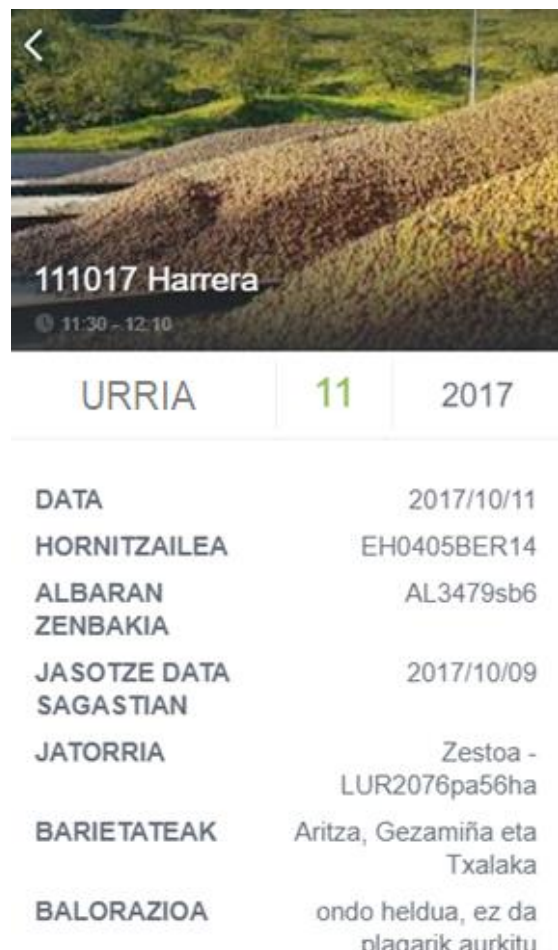 111017 Harrera
11:30 - 12:10
URRIA 11 2017
DATA 2017/10/11
HORNITZAILEA EH0405BER14
ALBARAN AL3479sb6
ZENBAKIA
JASOTZE DATA 2017/10/09
SAGASTIAN
JATORRIA Zestoa -
LUR2076pa56ha
BARIETATEAK Aritza, Gezamiña eta
Txalaka
BALORAZIOA ondo heldua, ez da
plagarik aurkitu